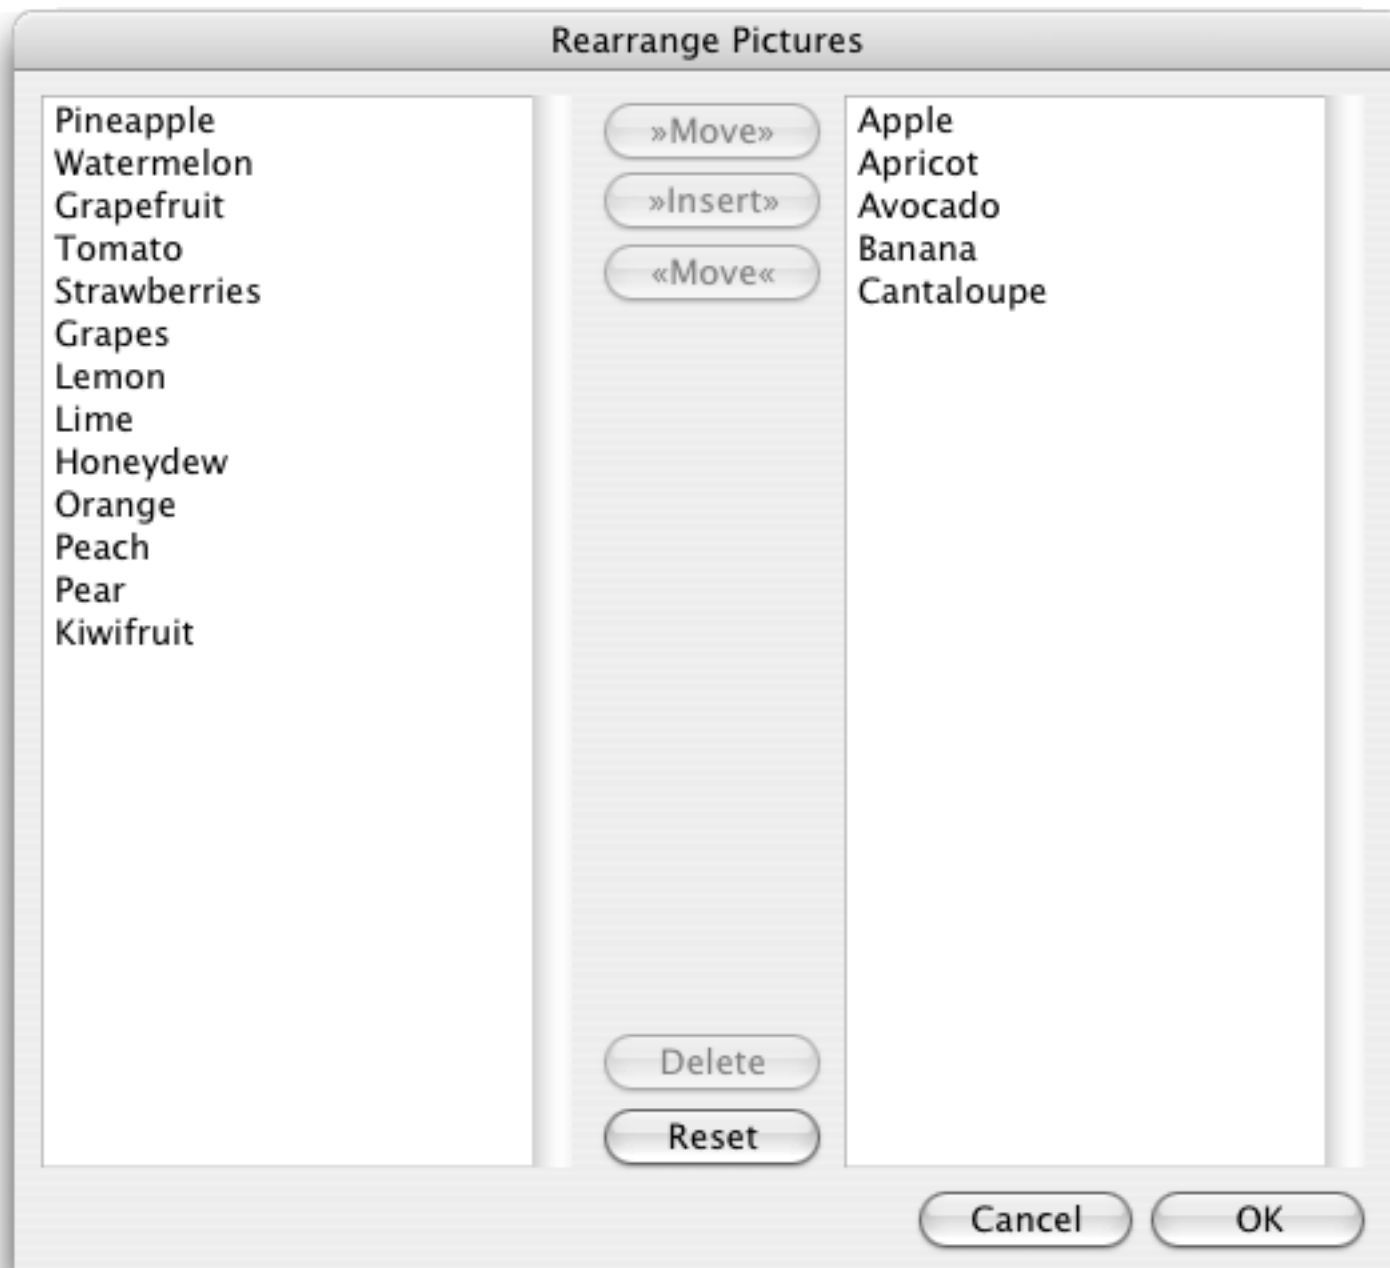 Rearrange Pictures
Pineapple
Watermelon
Grapefruit
Tomato
Strawberries
Grapes
Lemon
Lime
Honeydew
Orange
Peach
Pear
Kiwifruit
»Move»
»Insert»
«Move«
Delete
Reset
Apple
Apricot
Avocado
Banana
Cantaloupe
Cancel
OK